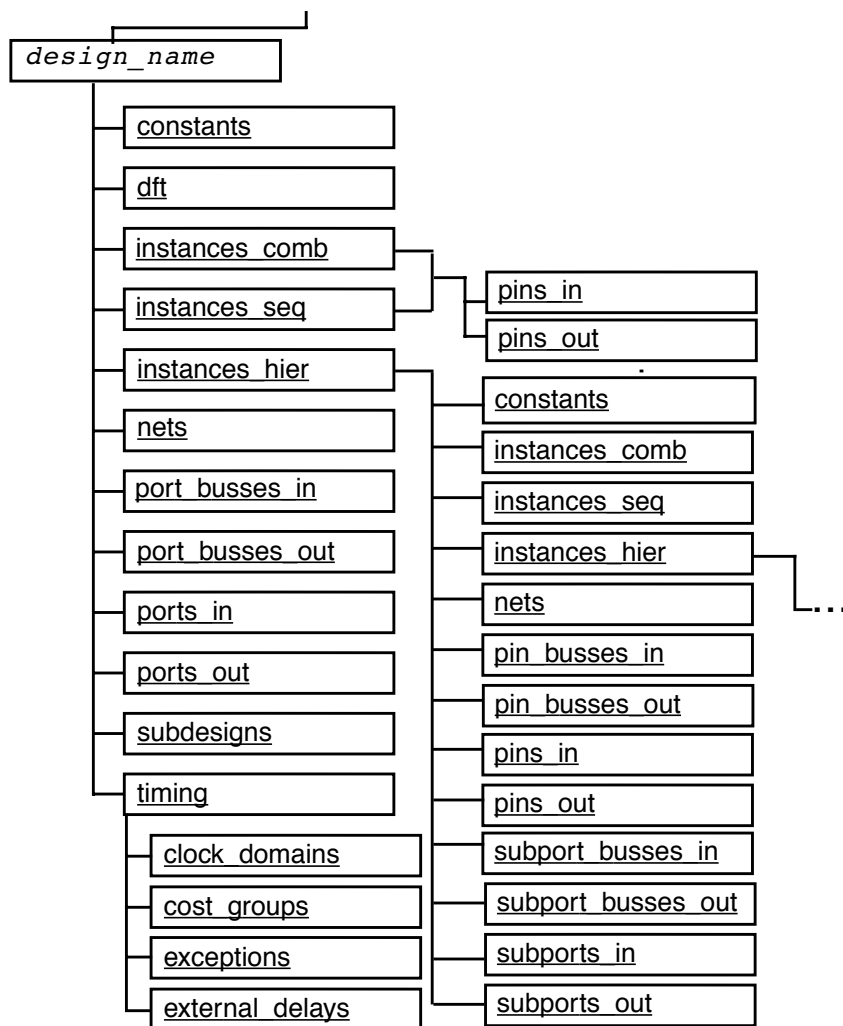 design_name
constants
dft
instances_comb
instances_seq
instances_hier
nets
port_busses_in
port_busses_out
ports_in
ports_out
subdesigns
timing
clock_domains
cost_groups
exceptions
external_delays
pins_in
pins_out
constants
instances_comb
instances_seq
instances_hier
...
nets
pin_busses_in
pin_busses_out
pins_in
pins_out
subport_busses_in
subport_busses_out
subports_in
subports_out